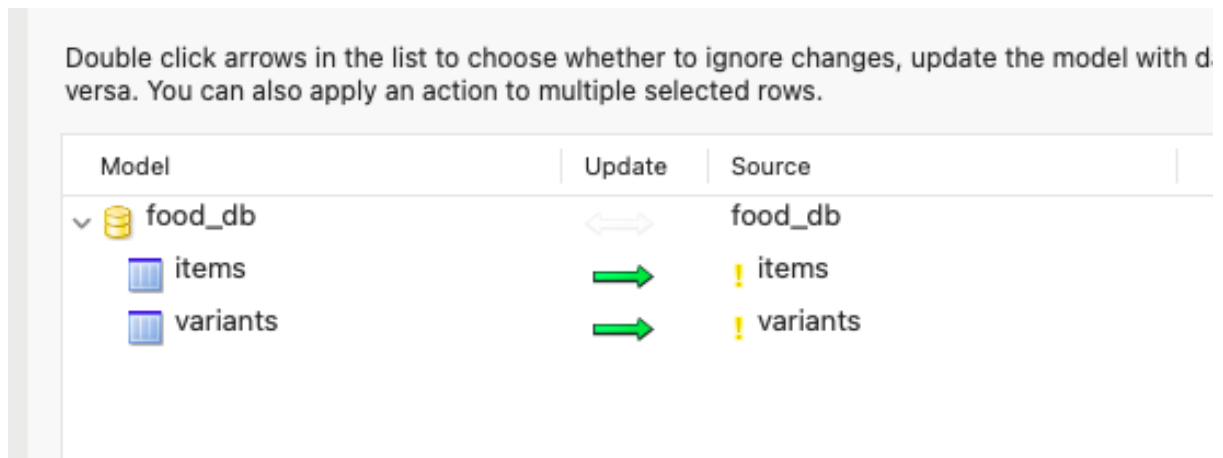 Double click arrows in the list to choose whether to ignore changes, update the model with
versa. You can also apply an action to multiple selected rows.
Model Update Source
food_db food_db
items ! items
variants ! variants